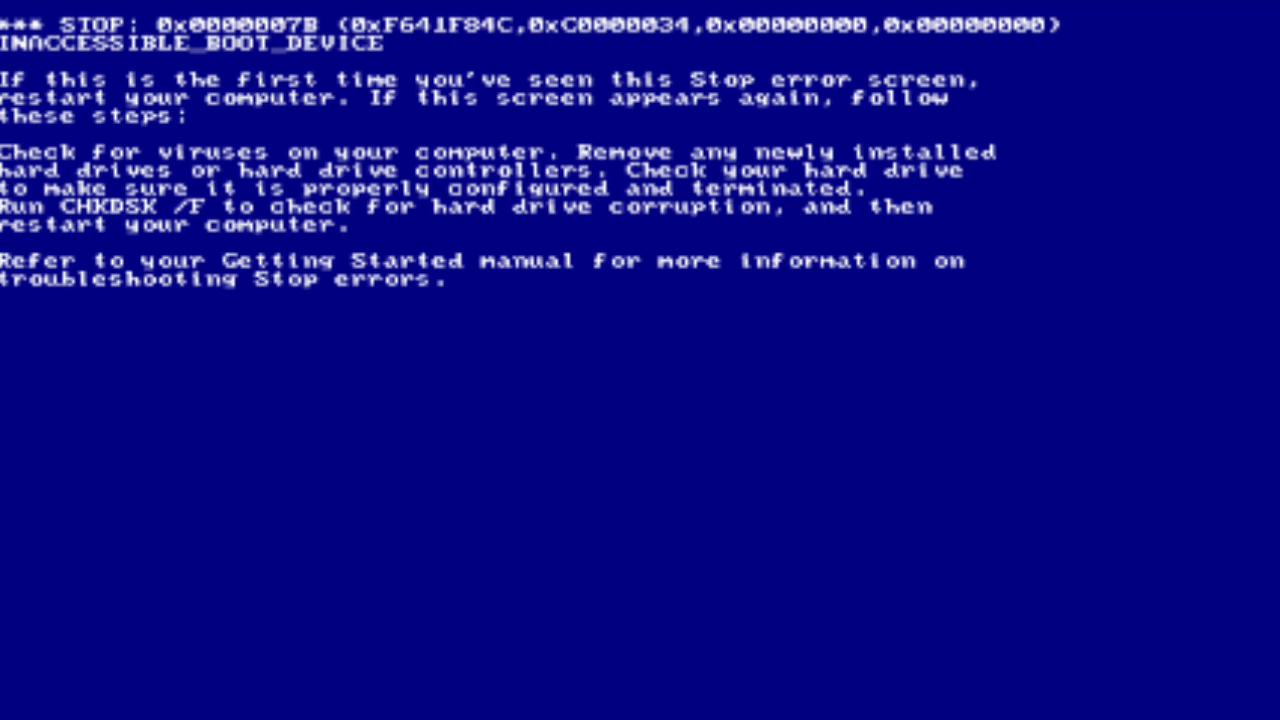 *** STOP: 0x0000007B (0xF641F84C,0xC0000034,0x00000000,0x00000000)
INACCESSIBLE_BOOT_DEVICE
If this is the first time you've seen this Stop error screen,
restart your computer. If this screen appears again, follow
these steps:
Check for viruses on your computer. Remove any newly installed
hard drives or hard drive controllers. Check your hard drive
to make sure it is properly configured and terminated.
Run CHKDSK /F to check for hard drive corruption, and then
restart your computer.
Refer to your Getting Started manual for more information on
troubleshooting Stop errors.